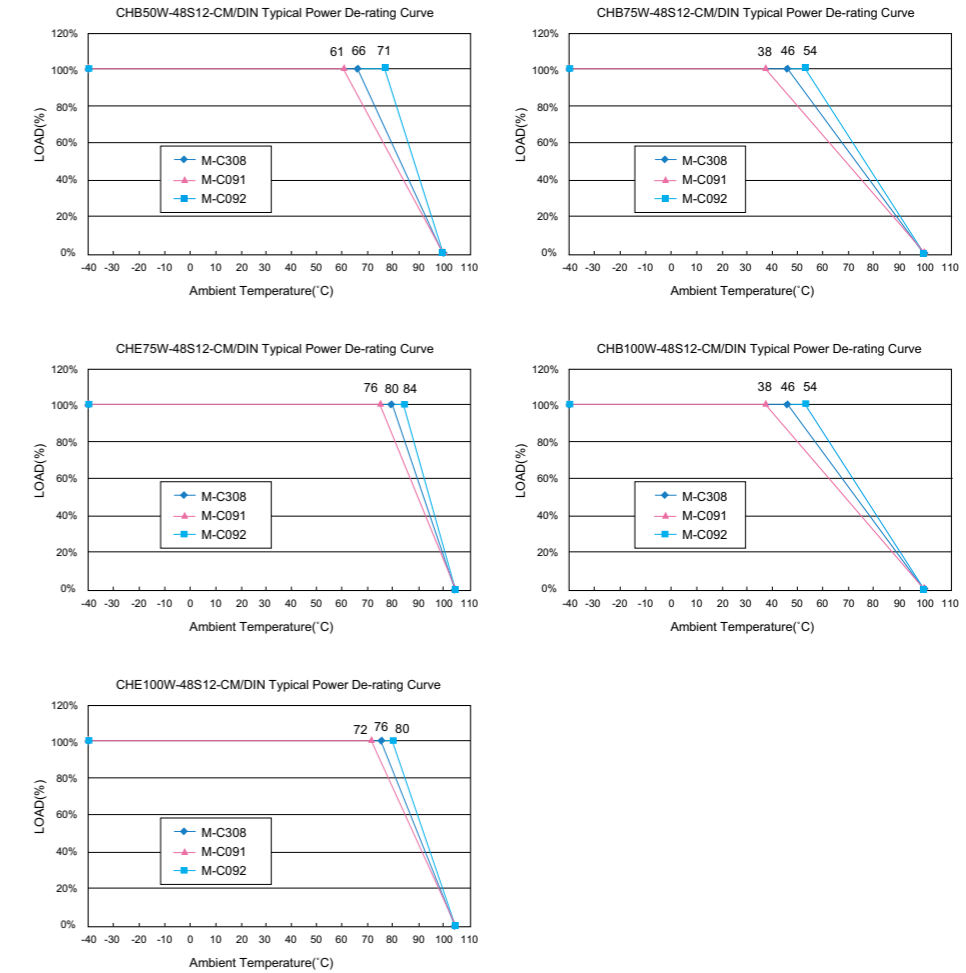 CHB50W-48S12-CM/DIN Typical Power De-rating Curve
120%
61 66 71
100%
80%
LOAD(%)
60%
M-C308
40%
M-C091
M-C092
20%
0%
-40 -30 -20 -10 0 10 20 30 40 50 60 70 80 90 100 110
Ambient Temperature(˚C)
CHB75W-48S12-CM/DIN Typical Power De-rating Curve
120%
38 46 54
100%
80%
LOAD(%)
60%
M-C308
40%
M-C091
M-C092
20%
0%
-40 -30 -20 -10 0 10 20 30 40 50 60 70 80 90 100 110
Ambient Temperature(˚C)
CHE75W-48S12-CM/DIN Typical Power De-rating Curve
120%
76 80 84
100%
80%
LOAD(%)
60%
M-C308
40%
M-C091
M-C092
20%
0%
-40 -30 -20 -10 0 10 20 30 40 50 60 70 80 90 100 110
Ambient Temperature(˚C)
CHB100W-48S12-CM/DIN Typical Power De-rating Curve
120%
38 46 54
100%
80%
LOAD(%)
60%
M-C308
40%
M-C091
M-C092
20%
0%
-40 -30 -20 -10 0 10 20 30 40 50 60 70 80 90 100 110
Ambient Temperature(˚C)
CHE100W-48S12-CM/DIN Typical Power De-rating Curve
120%
72 76 80
100%
80%
LOAD(%)
60%
M-C308
40%
M-C091
M-C092
20%
0%
-40 -30 -20 -10 0 10 20 30 40 50 60 70 80 90 100 110
Ambient Temperature(˚C)